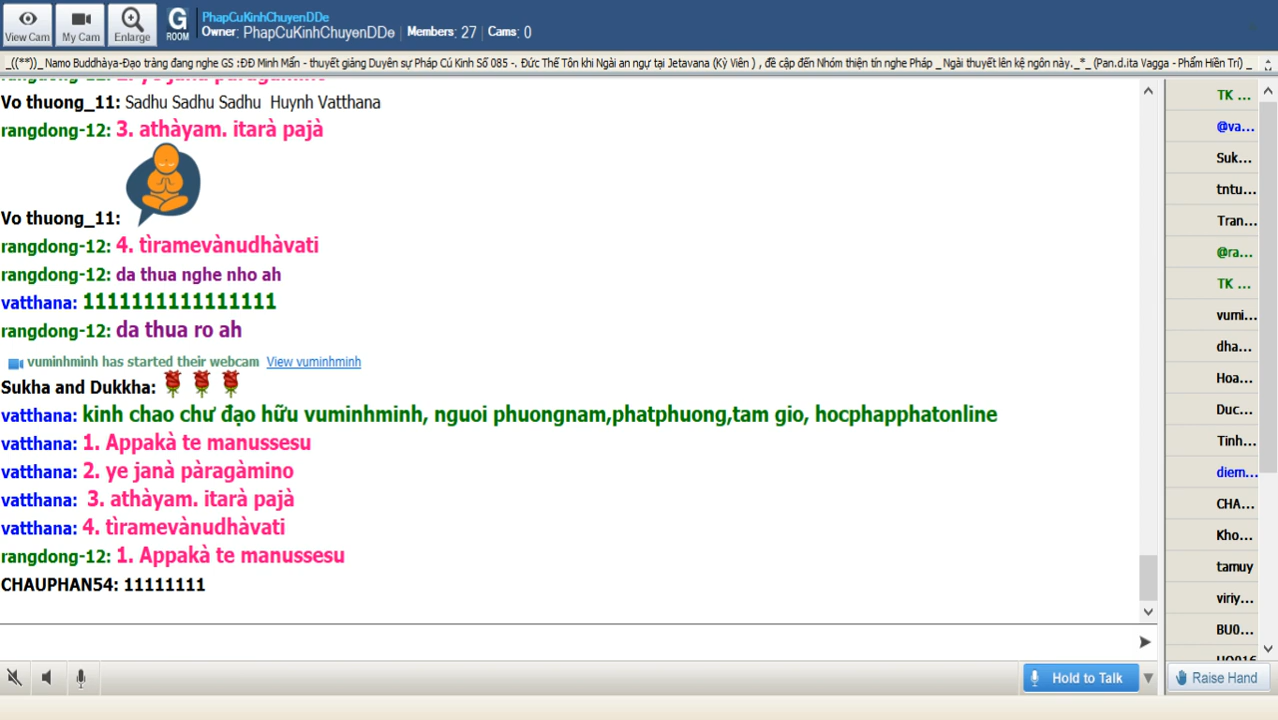 View Cam
My Cam
Enlarge
G
ROOM
PhapCuKinhChuyenDDe
Owner: PhapCuKinhChuyenDDe
Members: 27
Cams: 0
_((**))_ Namo Buddhàya-Đạo tràng đang nghe GS :ĐĐ Minh Mẩn - thuyết giảng Duyên sự Pháp Cú Kinh Số 085 -. Đức Thế Tôn khi Ngài an ngự tại Jetavana (Kỳ Viên ) , đề cập đến Nhóm thiện tín nghe Pháp _ Ngài thuyết lên kệ ngôn này._*_ (Pan.d.ita Vagga - Phẩm Hiền Trí) _
Vo thuong_11: Sadhu Sadhu Sadhu Huynh Vatthana
rangdong-12: 3. athàyam. itarà pajà
Vo thuong_11:
rangdong-12: 4. tìramevànudhàvati
rangdong-12: da thua nghe nho ah
vatthana: 1111111111111111
rangdong-12: da thua ro ah
vuminhminh has started their webcam View vuminhminh
Sukha and Dukkha:
vatthana: kinh chao chư đạo hữu vuminhminh, nguoi phuongnam,phatphuong,tam gio, hocphapphatonline
vatthana: 1. Appakà te manussesu
vatthana: 2. ye janà pàragàmino
vatthana: 3. athàyam. itarà pajà
vatthana: 4. tìramevànudhàvati
rangdong-12: 1. Appakà te manussesu
CHAUPHAN54: 11111111
TK ...
@va...
Suk...
tntu...
Tran...
@ra...
TK ...
vumi...
dha...
Hoa...
Duc...
Tinh...
diem...
CHA...
Kho...
tamuy
viriy...
BU0...
Hold to Talk
Raise Hand